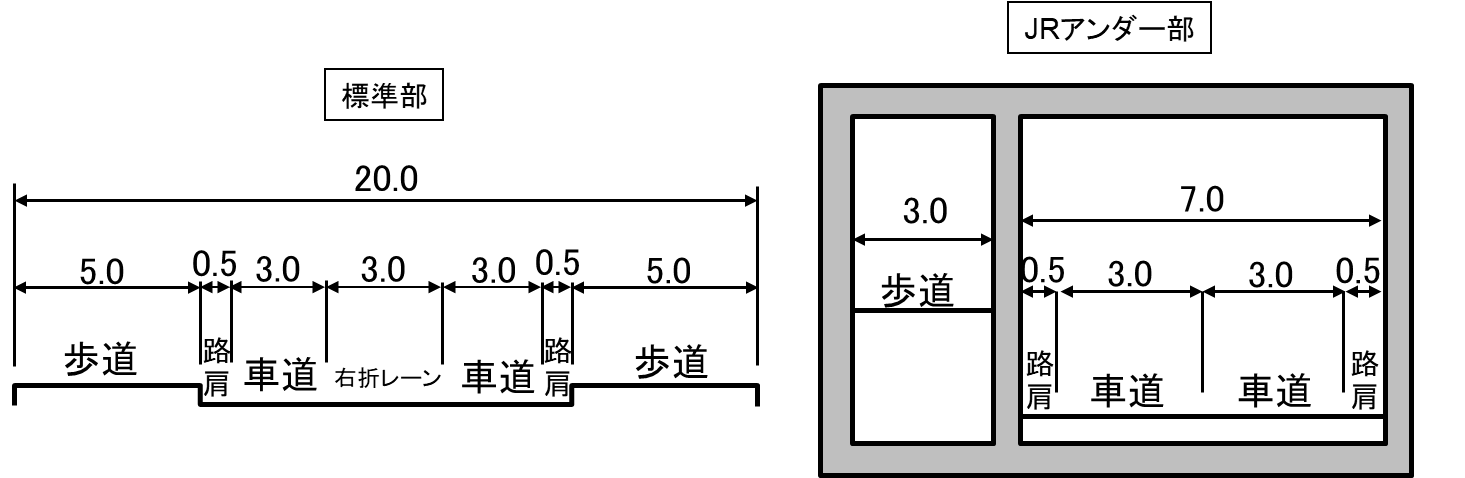 標準部
20.0
5.0 0.5 3.0 3.0 3.0 0.5 5.0
歩道 路肩 車道 右折レーン 車道 路肩 歩道
JRアンダー部
3.0
歩道
7.0
0.5 3.0 3.0 0.5
路肩 車道 車道 路肩